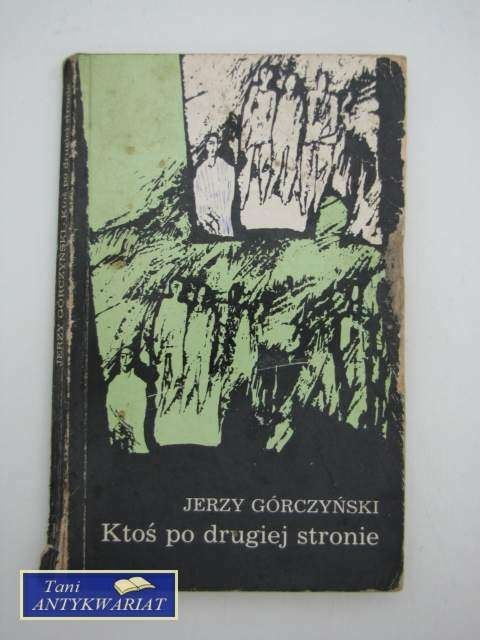 JERZY GÓRCZYŃSKI Ktoś po drugiej stronie
JERZY GÓRCZYŃSKI
Ktoś po drugiej stronie
Tani
ANTYKWARIAT